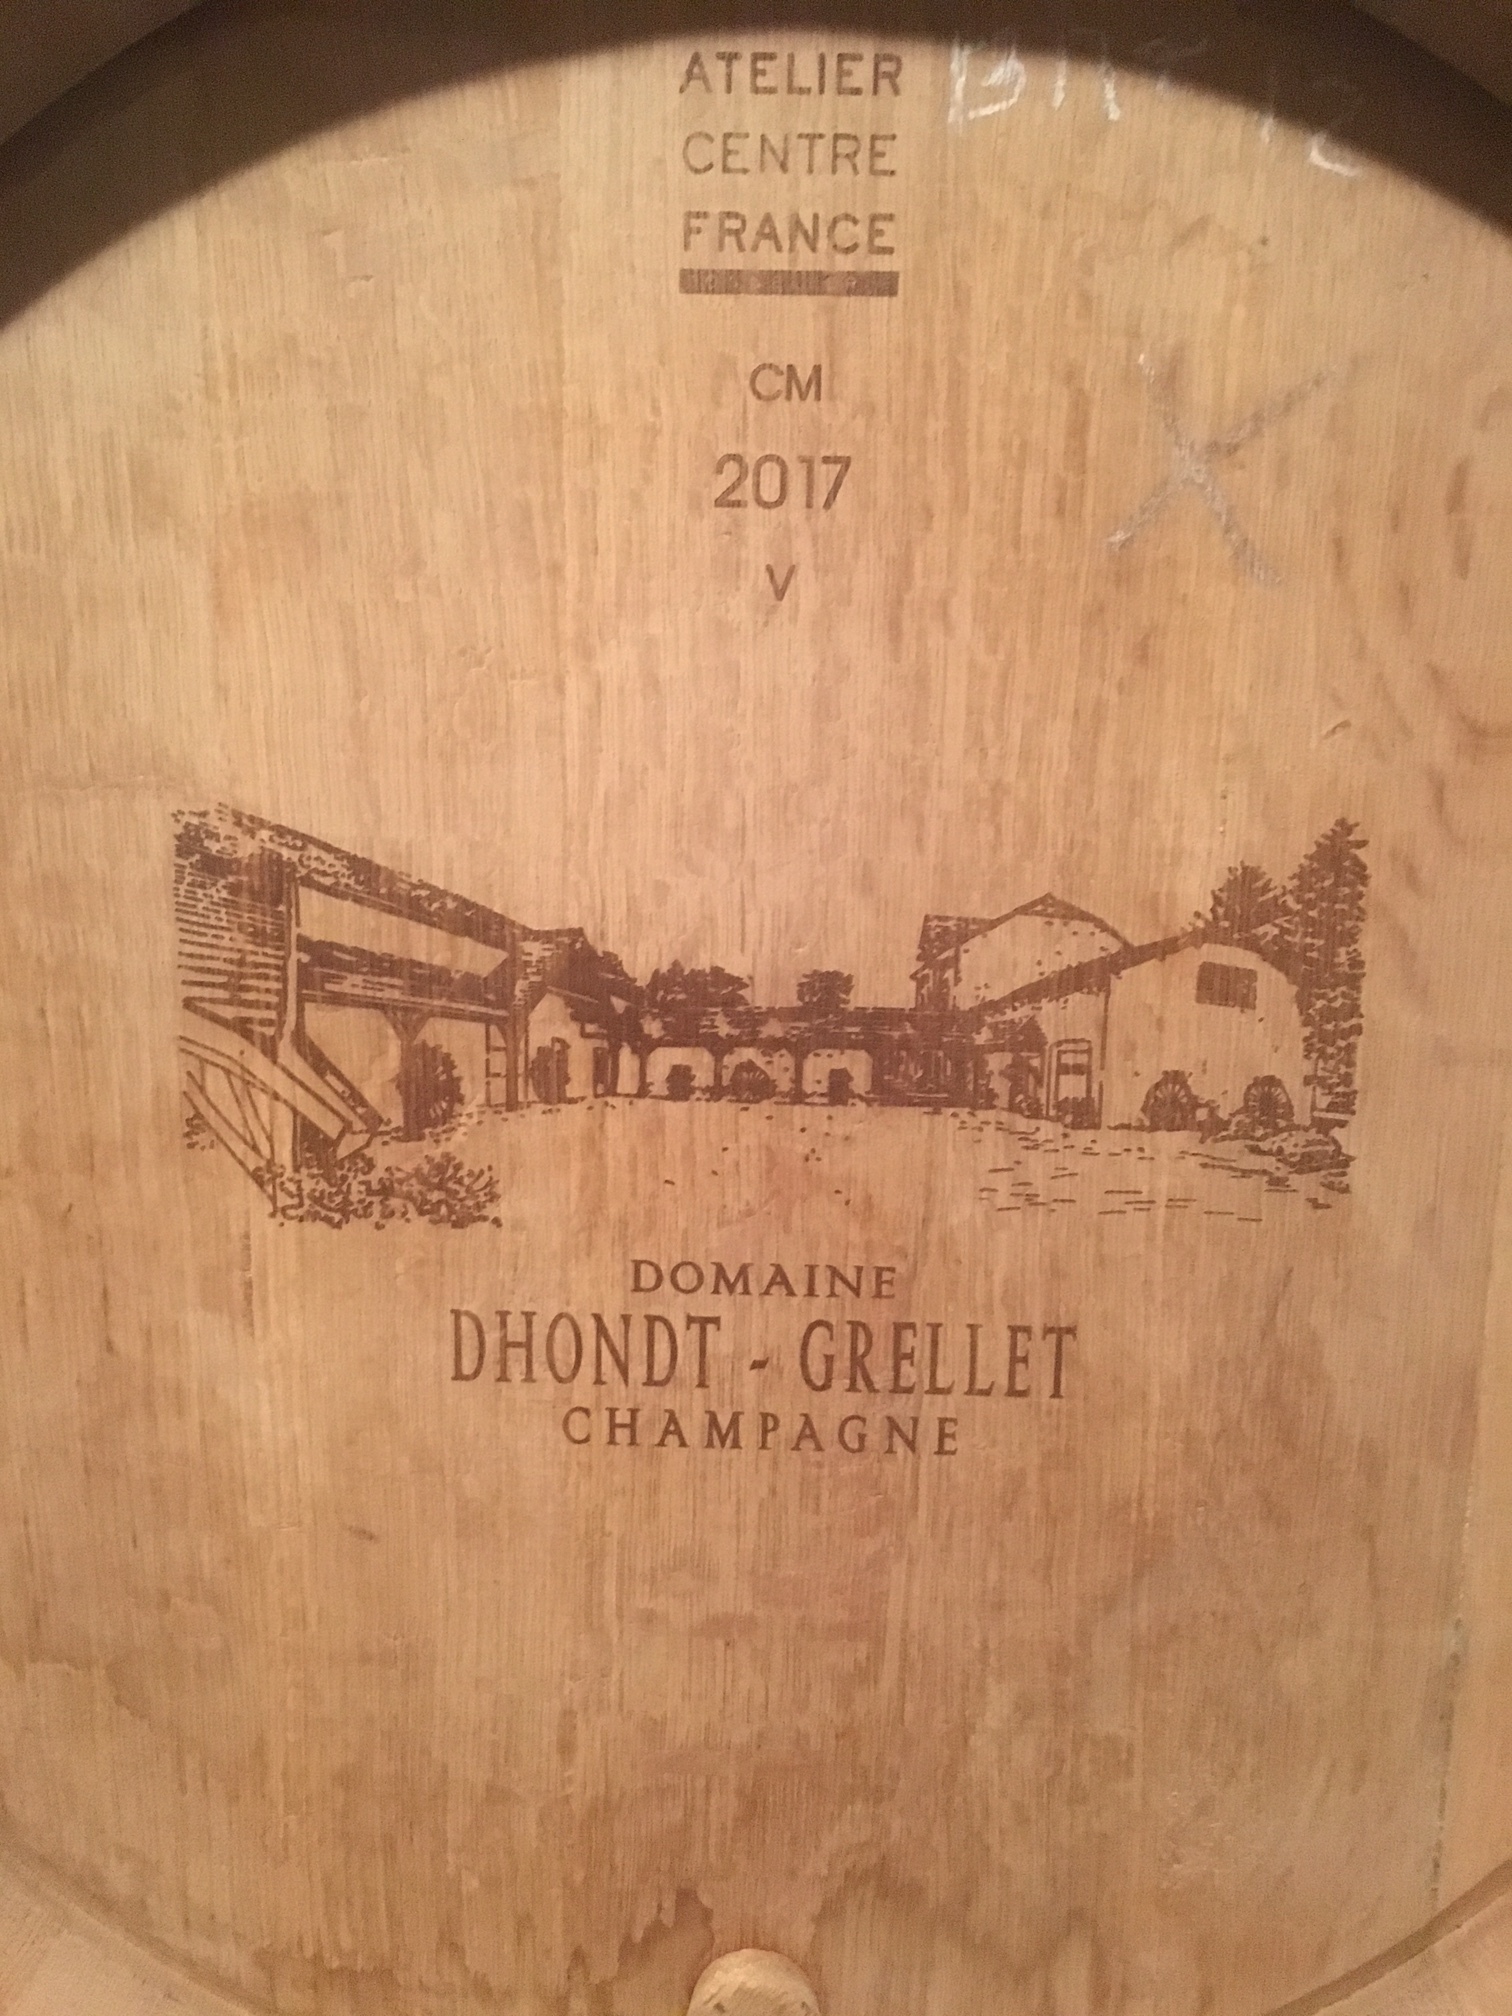 ATELIER
CENTRE
FRANCE
CM
2017
V
DOMAINE
DHONDT - GRELLET
CHAMPAGNE